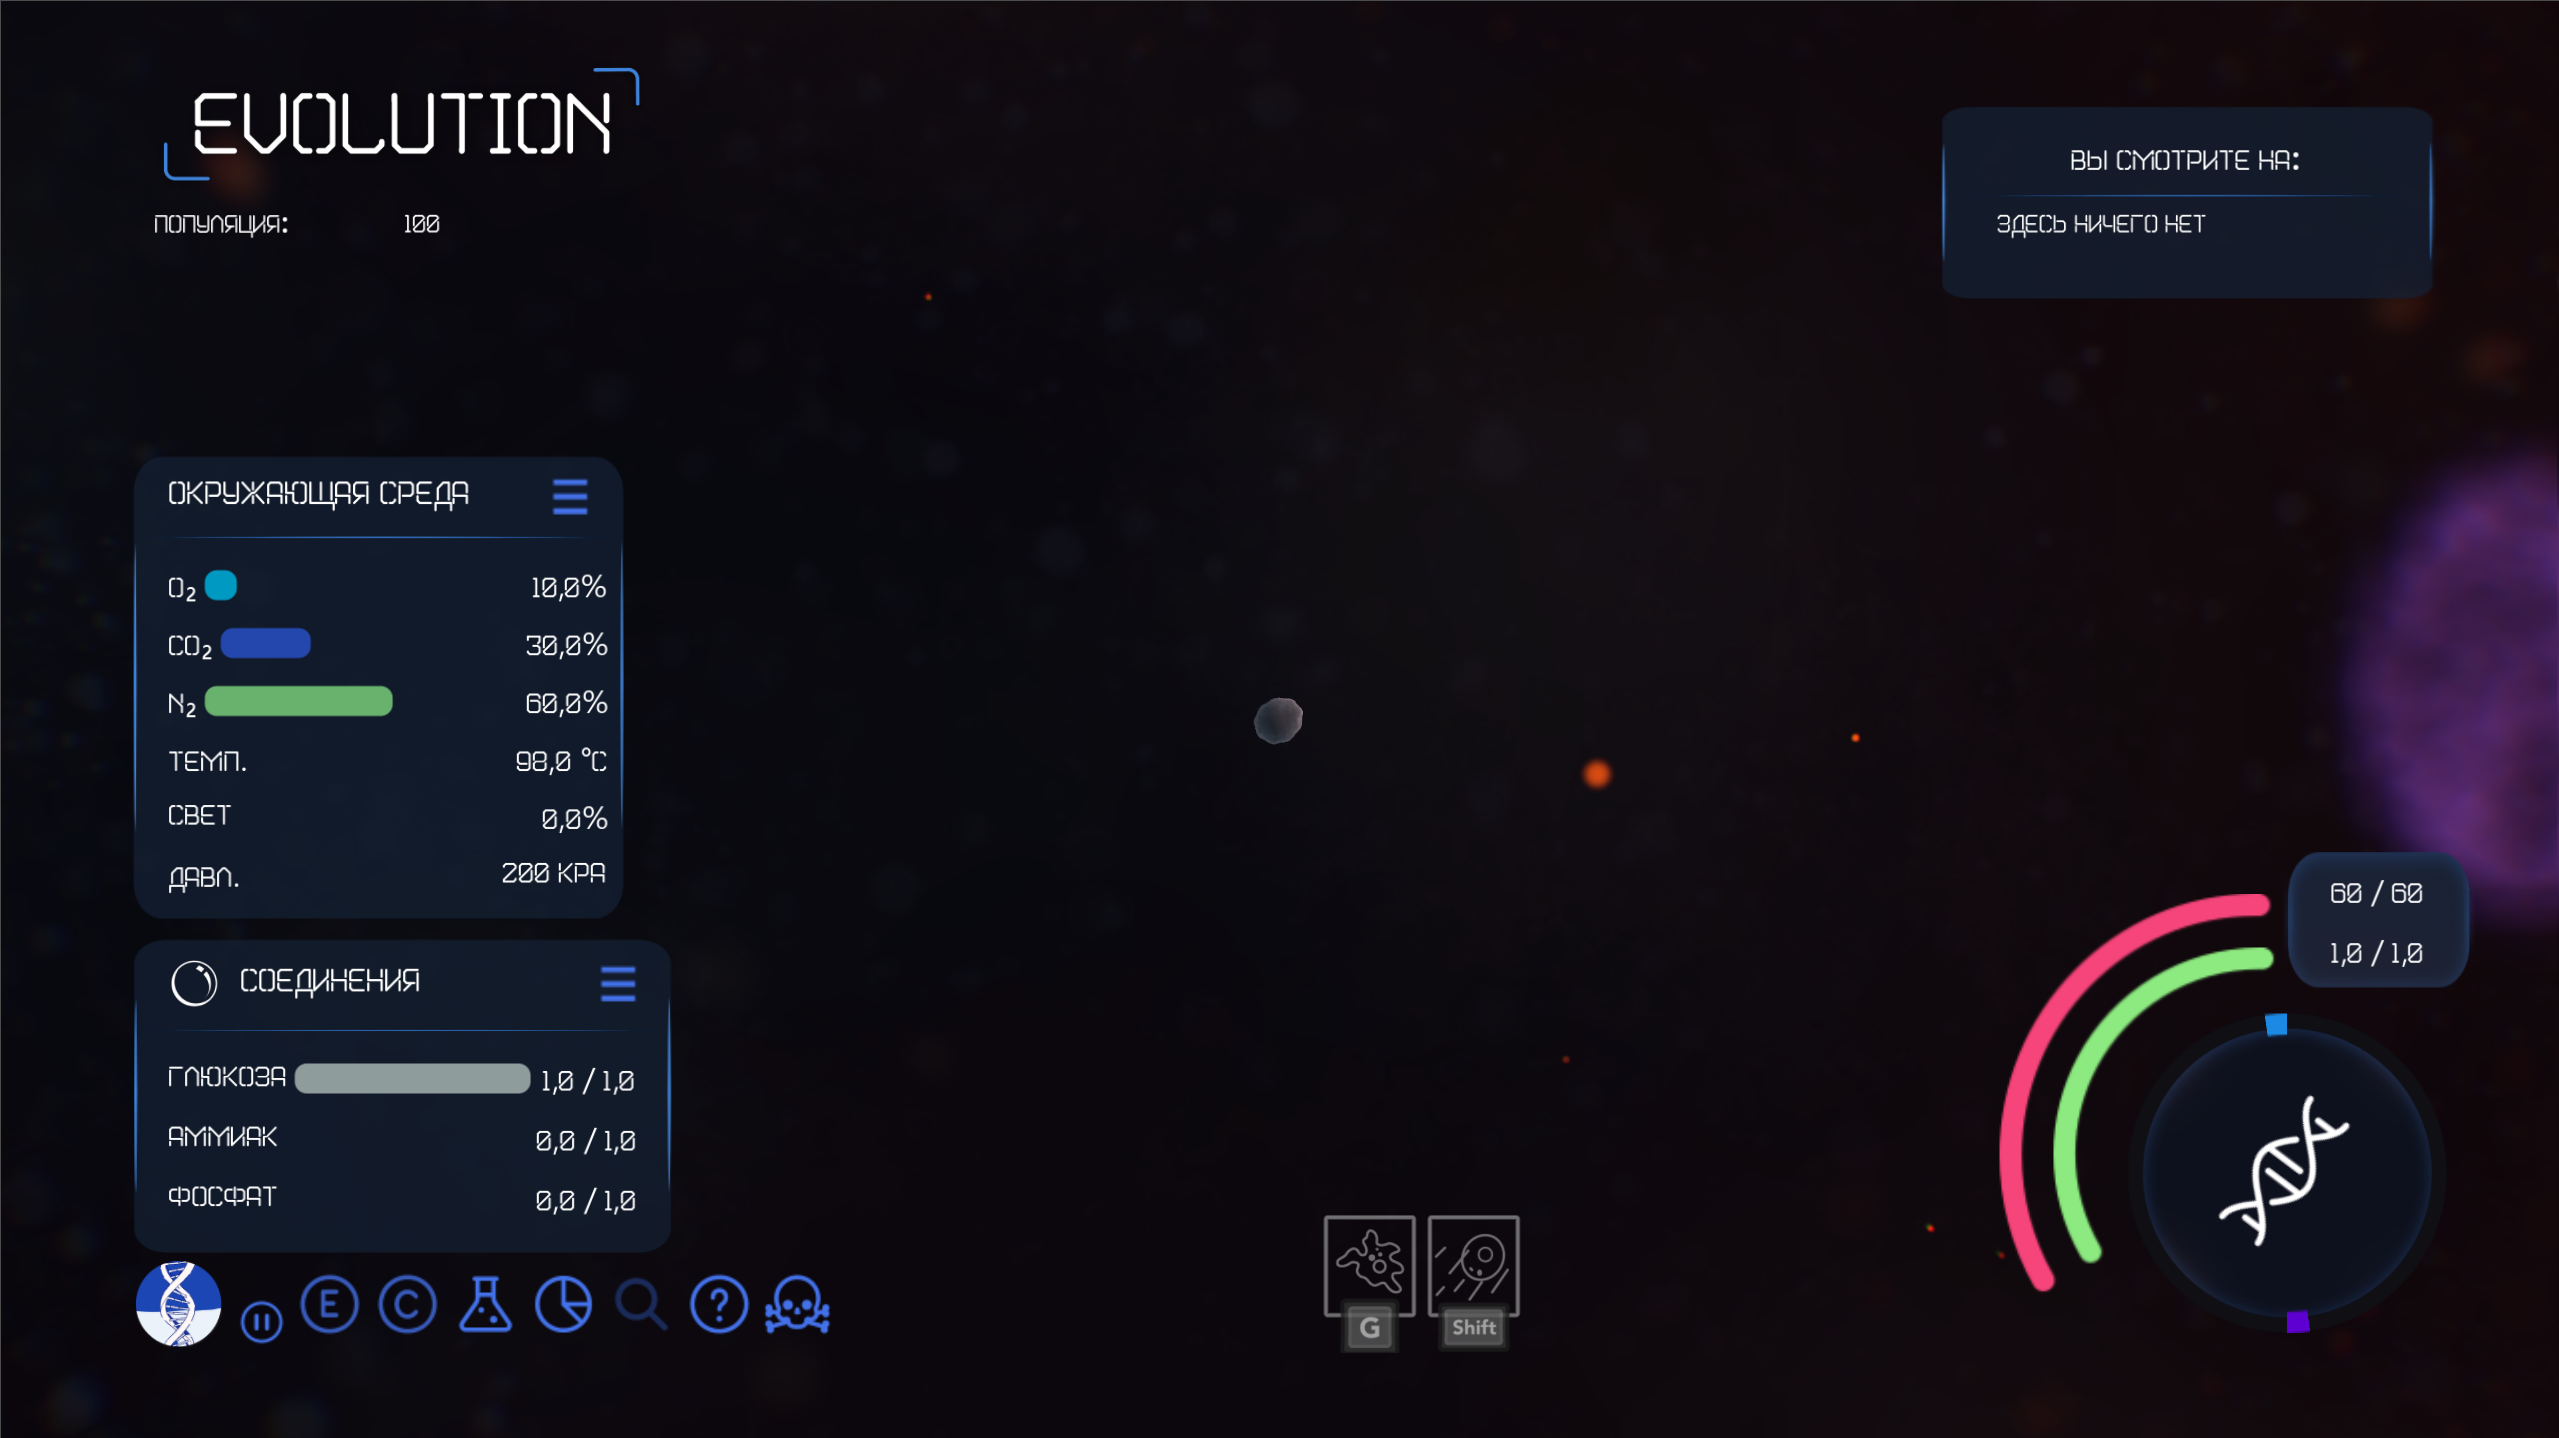 EVOLUTION
ПОПУЛЯЦИЯ: 100
ВЫ СМОТРИТЕ НА:
ЗДЕСЬ НИЧЕГО НЕТ
ОКРУЖАЮЩАЯ СРЕДА
O₂ 10,0%
CO₂ 30,0%
N₂ 60,0%
ТЕМП. 98,0 °C
СВЕТ 0,0%
ДАВЛ. 200 KPA
СОЕДИНЕНИЯ
ГЛЮКОЗА 1,0 / 1,0
АММИАК 0,0 / 1,0
ФОСФАТ 0,0 / 1,0
60 / 60
1,0 / 1,0
E C ?
G Shift